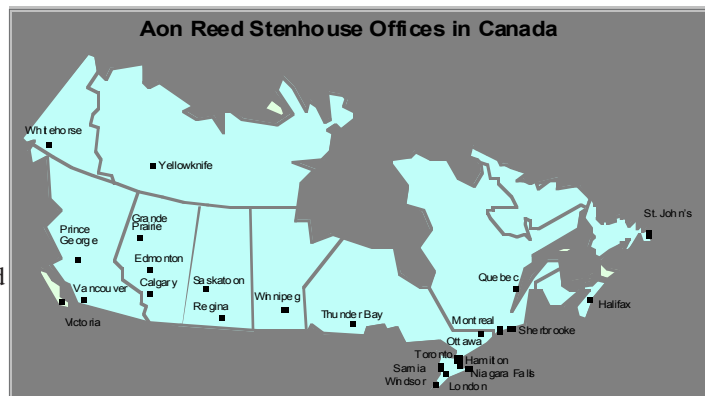 Aon Reed Stenhouse Offices in Canada
Whitehorse
Yellowknife
St. John's
Grande
Prairie
Prince
George
Edmonton
Calgary
Saskatoon
Quebec
Vancouver
Winnipeg
Halifax
Regina
Thunder Bay
Montreal
Victoria
Sherbrooke
Ottawa
Toronto
Hamilton
Sarnia
Niagara Falls
Windsor
London